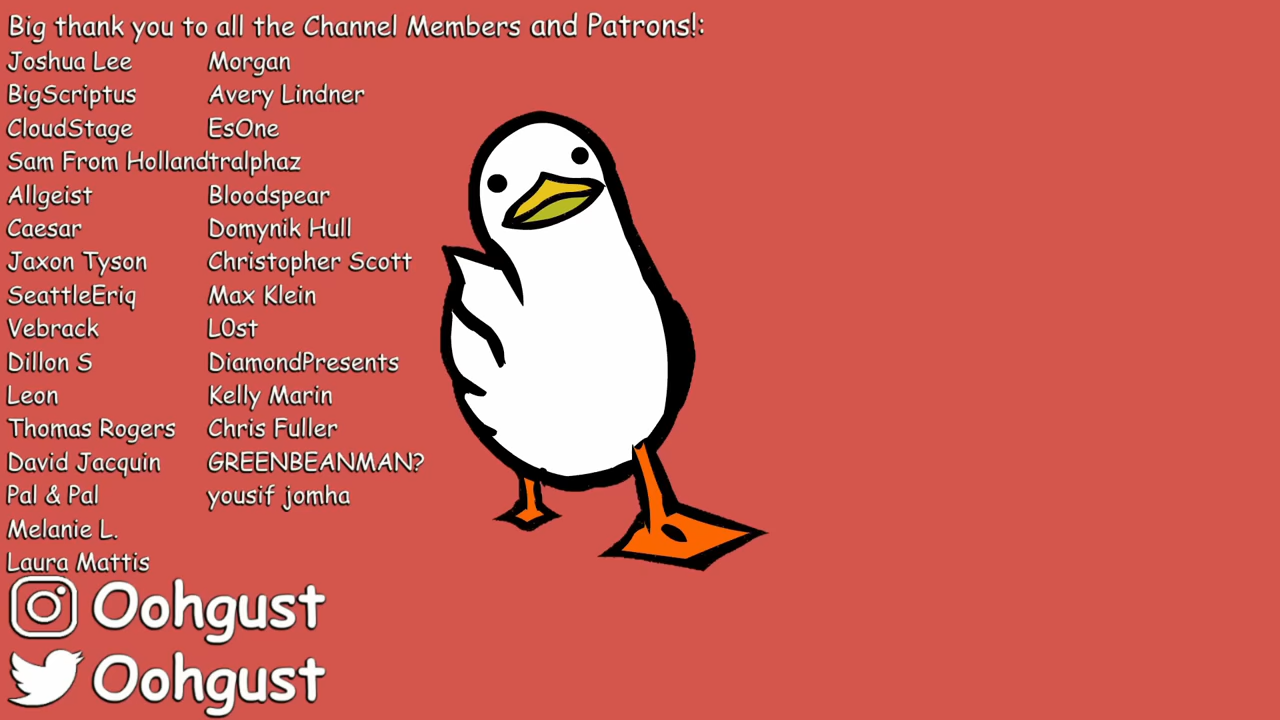 Big thank you to all the Channel Members and Patrons!:
Joshua Lee Morgan
BigScriptus Avery Lindner
CloudStage EsOne
Sam From Hollandtralphaz
Allgeist Bloodspear
Caesar Domynik Hull
Jaxon Tyson Christopher Scott
SeattleEriq Max Klein
Vebrack L0st
Dillon S DiamondPresents
Leon Kelly Marin
Thomas Rogers Chris Fuller
David Jacquin GREENBEANMAN?
Pal & Pal yousif jomha
Melanie L.
Laura Mattis
Oohgust
Oohgust